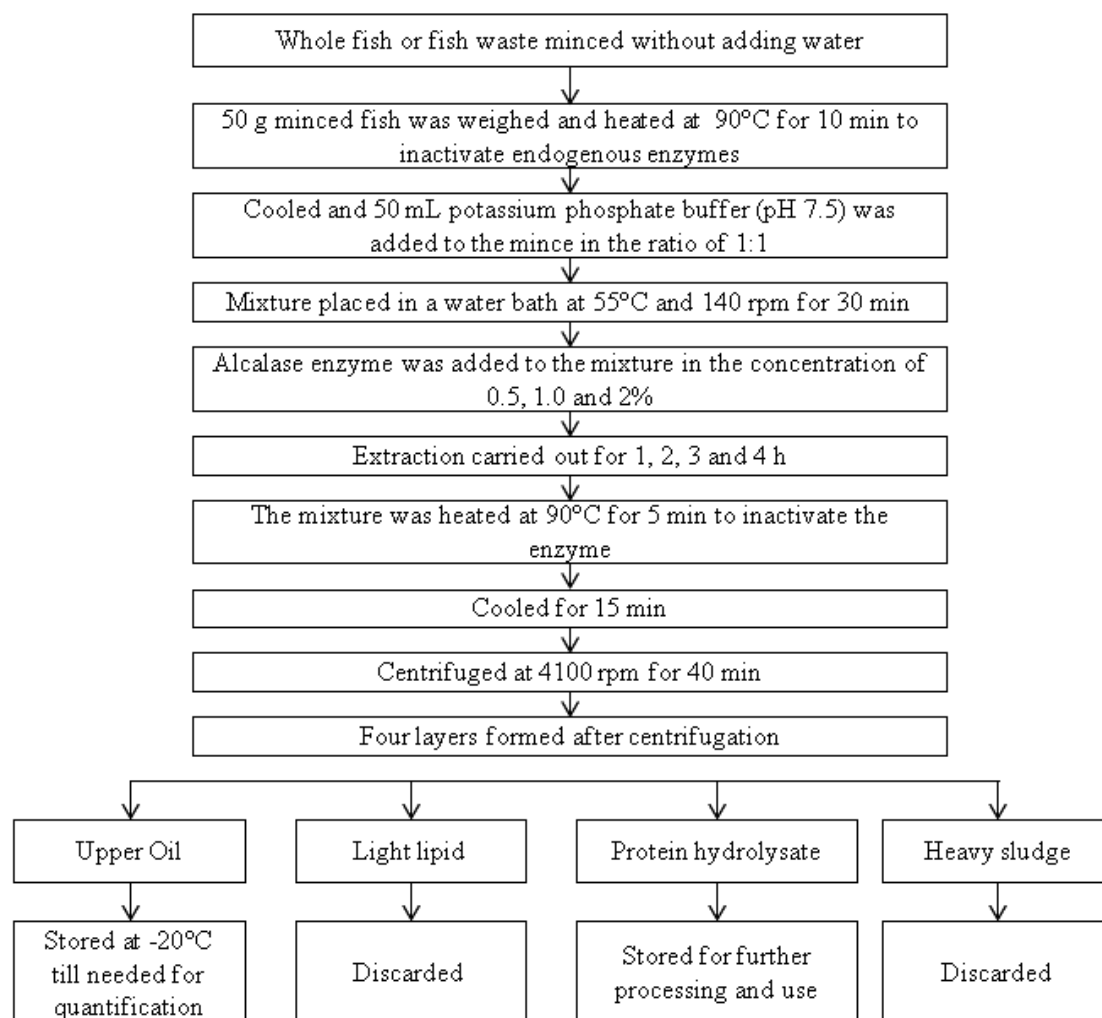 Whole fish or fish waste minced without adding water
50 g minced fish was weighed and heated at 90°C for 10 min to
inactivate endogenous enzymes
Cooled and 50 mL potassium phosphate buffer (pH 7.5) was
added to the mince in the ratio of 1:1
Mixture placed in a water bath at 55°C and 140 rpm for 30 min
Alcalase enzyme was added to the mixture in the concentration of
0.5, 1.0 and 2%
Extraction carried out for 1, 2, 3 and 4 h
The mixture was heated at 90°C for 5 min to inactivate the
enzyme
Cooled for 15 min
Centrifuged at 4100 rpm for 40 min
Four layers formed after centrifugation
Upper Oil
Light lipid
Protein hydrolysate
Heavy sludge
Stored at -20°C
till needed for
quantification
Discarded
Stored for further
processing and use
Discarded